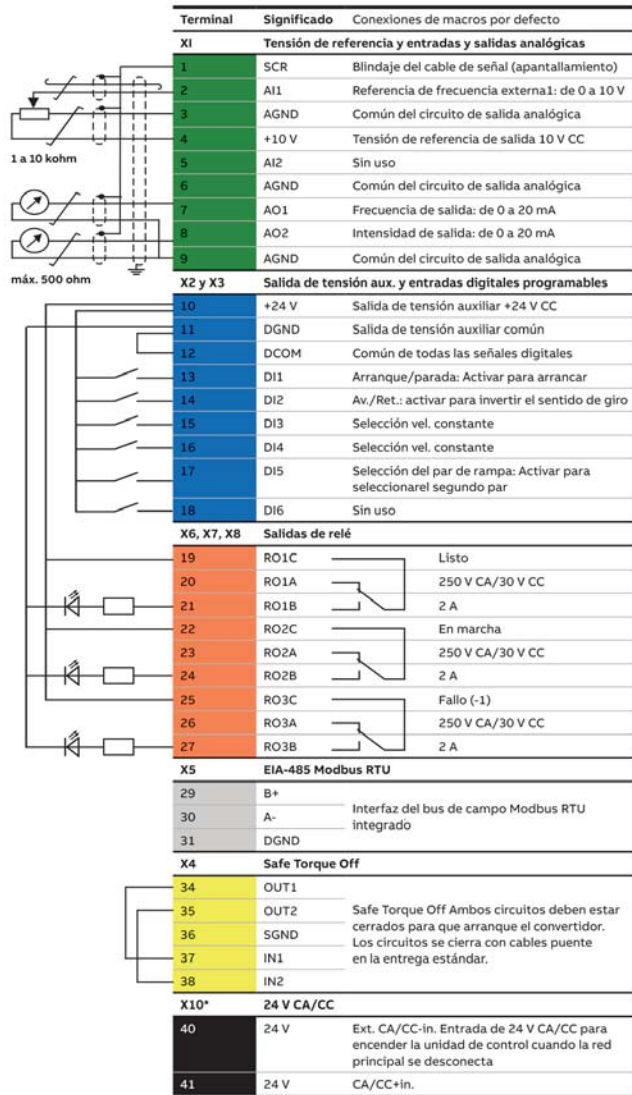 Terminal Significado Conexiones de macros por defecto
XI Tensión de referencia y entradas y salidas analógicas
1 SCR Blindaje del cable de señal (apantallamiento)
2 AI1 Referencia de frecuencia externa1: de 0 a 10 V
3 AGND Común del circuito de salida analógica
4 +10 V Tensión de referencia de salida 10 V CC
1 a 10 kohm
5 AI2 Sin uso
6 AGND Común del circuito de salida analógica
7 AO1 Frecuencia de salida: de 0 a 20 mA
8 AO2 Intensidad de salida: de 0 a 20 mA
9 AGND Común del circuito de salida analógica
máx. 500 ohm
X2 y X3 Salida de tensión aux. y entradas digitales programables
10 +24 V Salida de tensión auxiliar +24 V CC
11 DGND Salida de tensión auxiliar común
12 DCOM Común de todas las señales digitales
13 DI1 Arranque/parada: Activar para arrancar
14 DI2 Av./Ret.: activar para invertir el sentido de giro
15 DI3 Selección vel. constante
16 DI4 Selección vel. constante
17 DI5 Selección del par de rampa: Activar para
seleccionarel segundo par
18 DI6 Sin uso
X6, X7, X8 Salidas de relé
19 RO1C Listo
20 RO1A 250 V CA/30 V CC
21 RO1B 2 A
22 RO2C En marcha
23 RO2A 250 V CA/30 V CC
24 RO2B 2 A
25 RO3C Fallo (-1)
26 RO3A 250 V CA/30 V CC
27 RO3B 2 A
X5 EIA-485 Modbus RTU
29 B+
30 A-
31 DGND
Interfaz del bus de campo Modbus RTU
integrado
X4 Safe Torque Off
34 OUT1
35 OUT2
36 SGND
37 IN1
38 IN2
Safe Torque Off Ambos circuitos deben estar
cerrados para que arranque el convertidor.
Los circuitos se cierra con cables puente
en la entrega estándar.
X10* 24 V CA/CC
40 24 V Ext. CA/CC-in. Entrada de 24 V CA/CC para
encender la unidad de control cuando la red
principal se desconecta
41 24 V CA/CC+in.